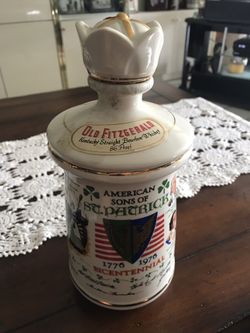 OLD FITZGERALD
Kentucky Straight Bourbon Whiskey
86 Proof
AMERICAN
SONS OF
ST. PATRICK
1776 1976
BICENTENNIAL